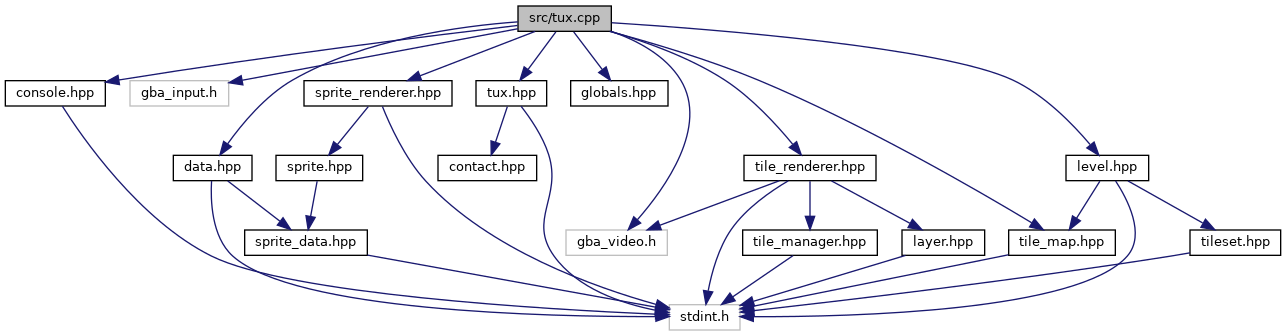 src/tux.cpp
console.hpp
gba_input.h
sprite_renderer.hpp
tux.hpp
globals.hpp
data.hpp
sprite.hpp
contact.hpp
tile_renderer.hpp
level.hpp
sprite_data.hpp
gba_video.h
tile_manager.hpp
layer.hpp
tile_map.hpp
tileset.hpp
stdint.h